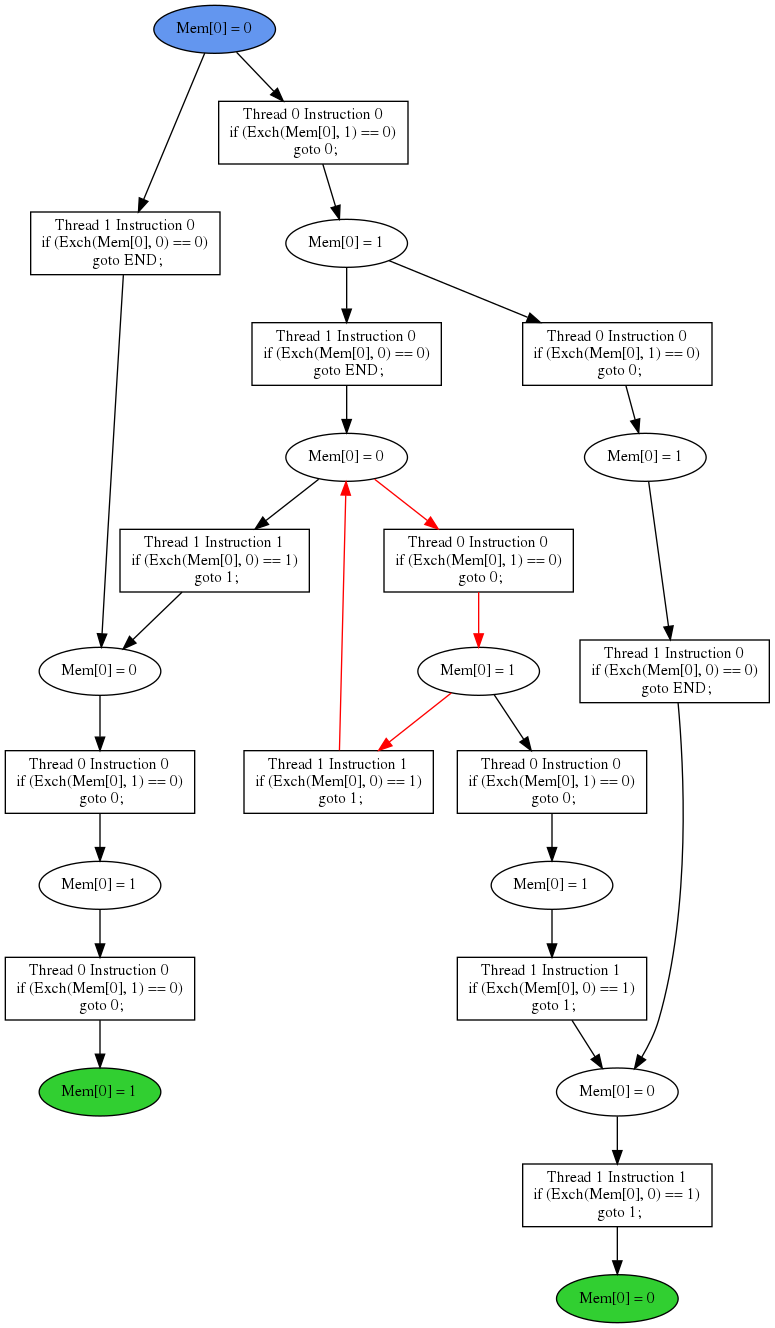 Mem[0] = 0
Thread 0 Instruction 0
if (Exch(Mem[0], 1) == 0)
goto 0;
Thread 1 Instruction 0
if (Exch(Mem[0], 0) == 0)
goto END;
Mem[0] = 1
Thread 1 Instruction 0
if (Exch(Mem[0], 0) == 0)
goto END;
Thread 0 Instruction 0
if (Exch(Mem[0], 1) == 0)
goto 0;
Mem[0] = 0
Mem[0] = 1
Thread 1 Instruction 1
if (Exch(Mem[0], 0) == 1)
goto 1;
Thread 0 Instruction 0
if (Exch(Mem[0], 1) == 0)
goto 0;
Mem[0] = 0
Mem[0] = 1
Thread 1 Instruction 0
if (Exch(Mem[0], 0) == 0)
goto END;
Thread 0 Instruction 0
if (Exch(Mem[0], 1) == 0)
goto 0;
Thread 1 Instruction 1
if (Exch(Mem[0], 0) == 1)
goto 1;
Thread 0 Instruction 0
if (Exch(Mem[0], 1) == 0)
goto 0;
Mem[0] = 1
Mem[0] = 1
Thread 0 Instruction 0
if (Exch(Mem[0], 1) == 0)
goto 0;
Thread 1 Instruction 1
if (Exch(Mem[0], 0) == 1)
goto 1;
Mem[0] = 1
Mem[0] = 0
Thread 1 Instruction 1
if (Exch(Mem[0], 0) == 1)
goto 1;
Mem[0] = 0